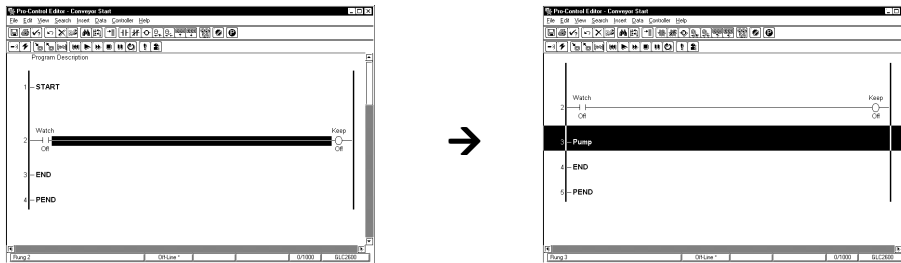 Pro-Control Editor - Conveyor Start
File Edit View Search Insert Data Controller Help
Program Description
1 START
Watch Keep
2
Off Off
3 END
4 PEND
Rung 2 Off-Line * 0/1000 GLC2600
Pro-Control Editor - Conveyor Start
File Edit View Search Insert Data Controller Help
Watch Keep
2
Off Off
3 Pump
4 END
5 PEND
Rung 3 Off-Line * 0/1000 GLC2600